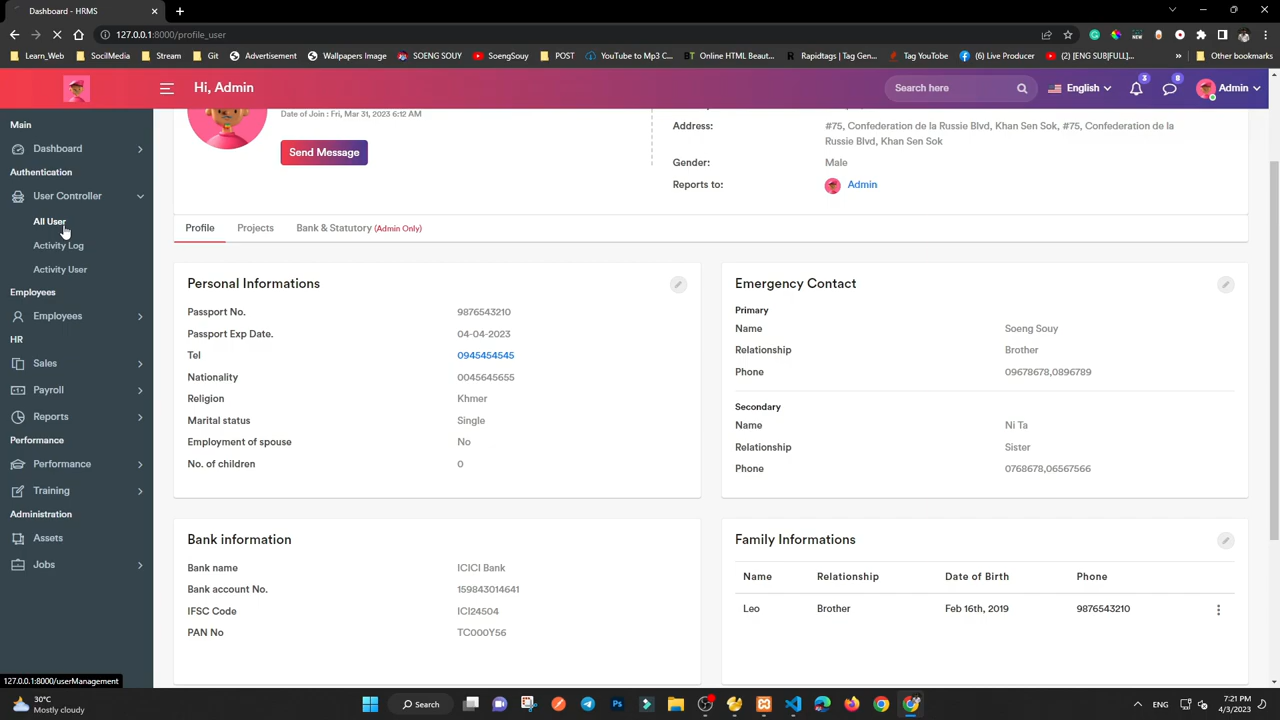 Dashboard - HRMS
127.0.0.1:8000/profile_user
Learn_Web
SocilMedia
Stream
Git
Advertisement
Wallpapers Image
SOENG SOUY
SoengSouy
POST
YouTube to Mp3 C...
Online HTML Beaut...
Rapidtags | Tag Gen...
Tag YouTube
(6) Live Producer
(2) [ENG SUB|FULL]...
Other bookmarks
Hi, Admin
Search here
English
3
8
Admin
Main
Dashboard
Authentication
User Controller
All User
Activity Log
Activity User
Employees
Employees
HR
Sales
Payroll
Reports
Performance
Performance
Training
Administration
Assets
Jobs
Date of Join : Fri, Mar 31, 2023 6:12 AM
Send Message
Address: #75, Confederation de la Russie Blvd, Khan Sen Sok, #75, Confederation de la
Russie Blvd, Khan Sen Sok
Gender: Male
Reports to: Admin
Profile Projects Bank & Statutory (Admin Only)
Personal Informations
Passport No. 9876543210
Passport Exp Date. 04-04-2023
Tel 0945454545
Nationality 0045645655
Religion Khmer
Marital status Single
Employment of spouse No
No. of children 0
Emergency Contact
Primary
Name Soeng Souy
Relationship Brother
Phone 09678678,0896789
Secondary
Name Ni Ta
Relationship Sister
Phone 0768678,06567566
Bank information
Bank name ICICI Bank
Bank account No. 159843014641
IFSC Code ICI24504
PAN No TC000Y56
Family Informations
Name Relationship Date of Birth Phone
Leo Brother Feb 16th, 2019 9876543210
127.0.0.1:8000/userManagement
30°C
Mostly cloudy
Search
ENG
7:21 PM
4/3/2023